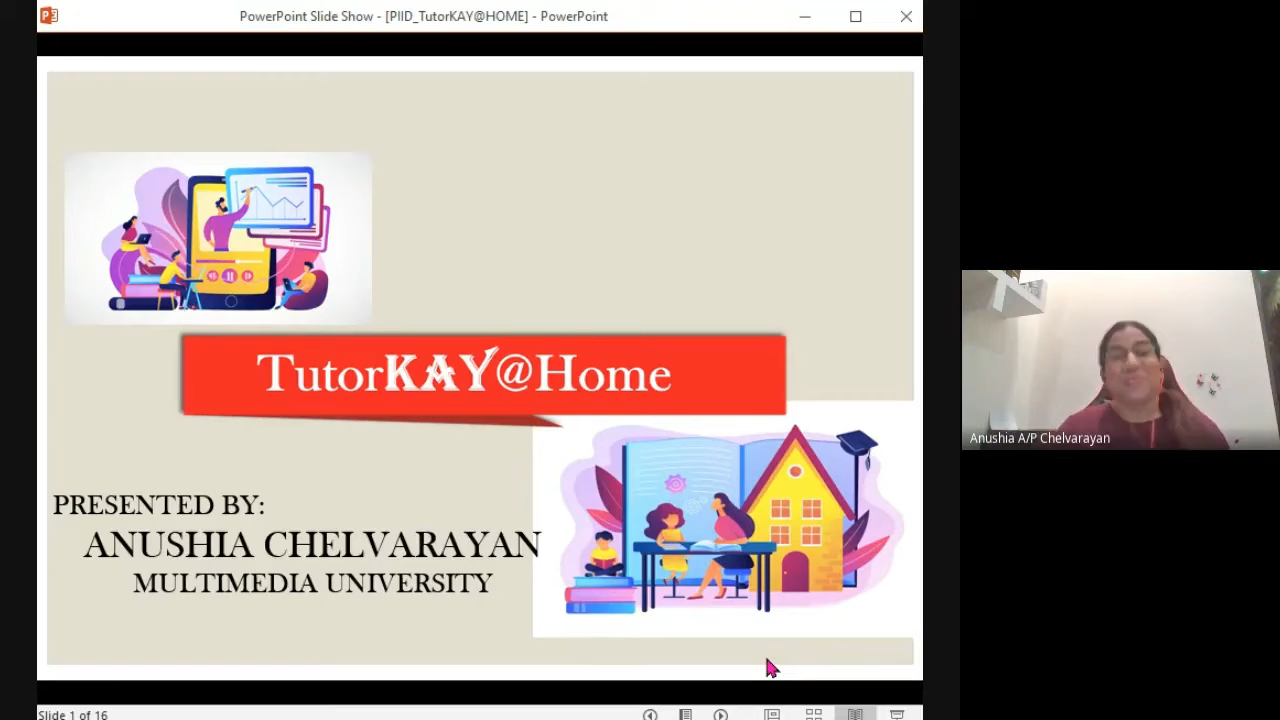 PowerPoint Slide Show - [PIID_TutorKAY@HOME] - PowerPoint
TutorKAY@Home
PRESENTED BY:
ANUSHIA CHELVARAYAN
MULTIMEDIA UNIVERSITY
Anushia A/P Chelvarayan
Slide 1 of 16